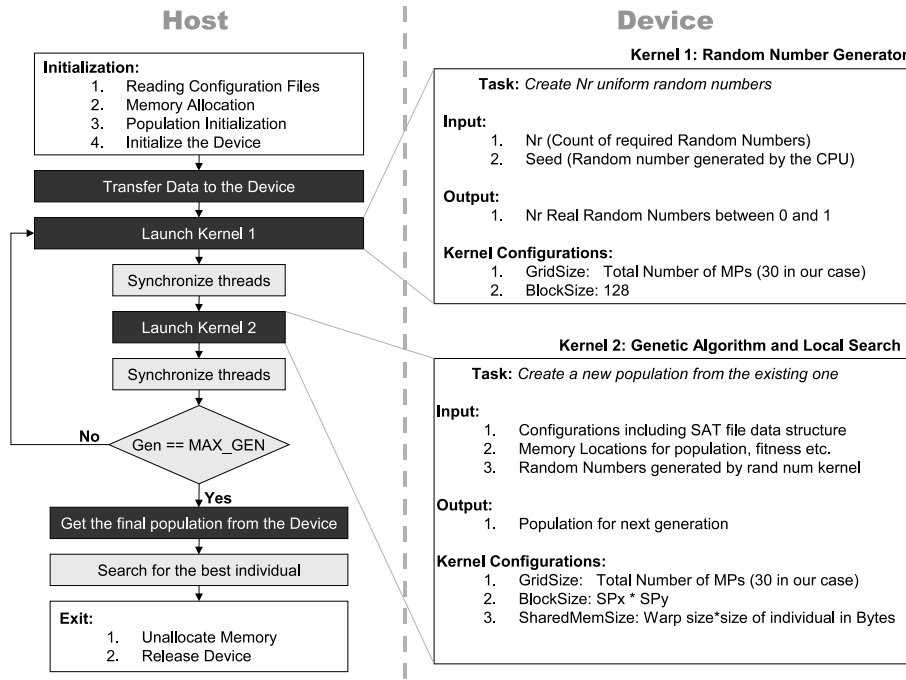 Host
Initialization:
1. Reading Configuration Files
2. Memory Allocation
3. Population Initialization
4. Initialize the Device
Transfer Data to the Device
Launch Kernel 1
Synchronize threads
Launch Kernel 2
Synchronize threads
Gen == MAX_GEN
No
Yes
Get the final population from the Device
Search for the best individual
Exit:
1. Unallocate Memory
2. Release Device
Device
Kernel 1: Random Number Generator
Task: Create Nr uniform random numbers
Input:
1. Nr (Count of required Random Numbers)
2. Seed (Random number generated by the CPU)
Output:
1. Nr Real Random Numbers between 0 and 1
Kernel Configurations:
1. GridSize: Total Number of MPs (30 in our case)
2. BlockSize: 128
Kernel 2: Genetic Algorithm and Local Search
Task: Create a new population from the existing one
Input:
1. Configurations including SAT file data structure
2. Memory Locations for population, fitness etc.
3. Random Numbers generated by rand num kernel
Output:
1. Population for next generation
Kernel Configurations:
1. GridSize: Total Number of MPs (30 in our case)
2. BlockSize: SPx * SPy
3. SharedMemSize: Warp size*size of individual in Bytes